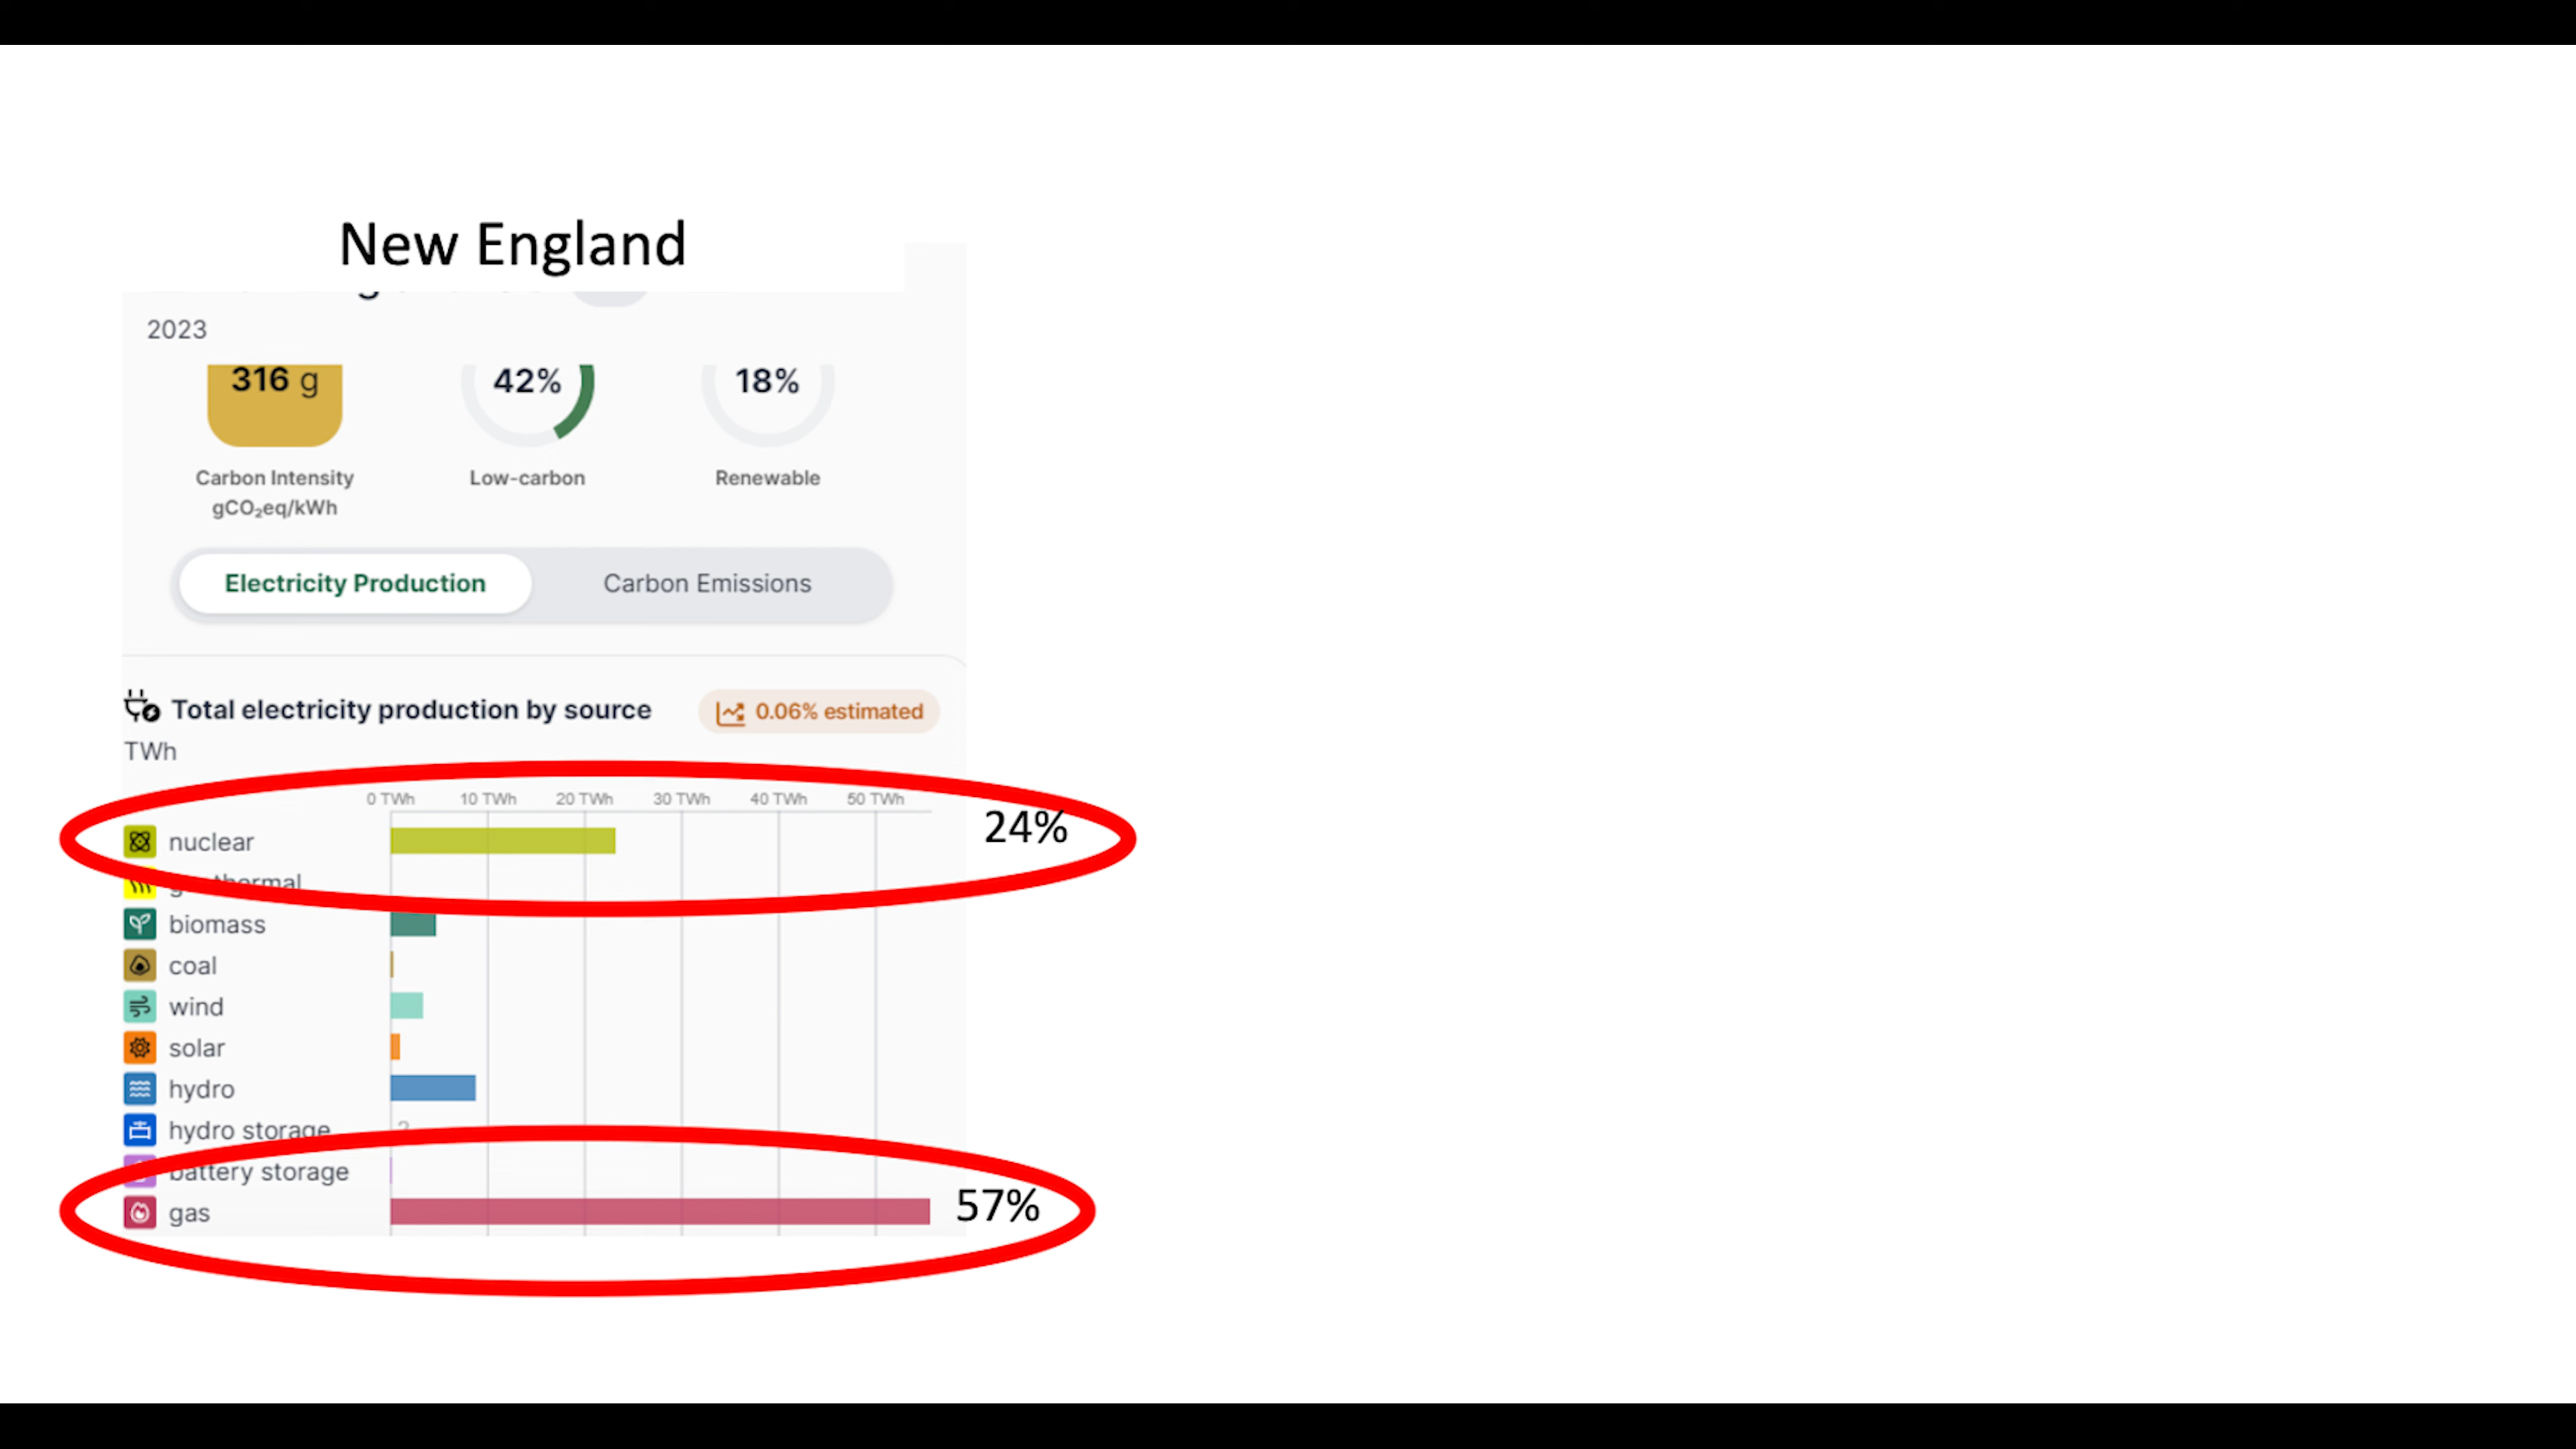 New England
2023
316 g
42%
18%
Carbon Intensity
gCO₂eq/kWh
Low-carbon
Renewable
Electricity Production
Carbon Emissions
Total electricity production by source
0.06% estimated
TWh
0 TWh 10 TWh 20 TWh 30 TWh 40 TWh 50 TWh
nuclear
24%
geothermal
biomass
coal
wind
solar
hydro
hydro storage
?
battery storage
gas
57%